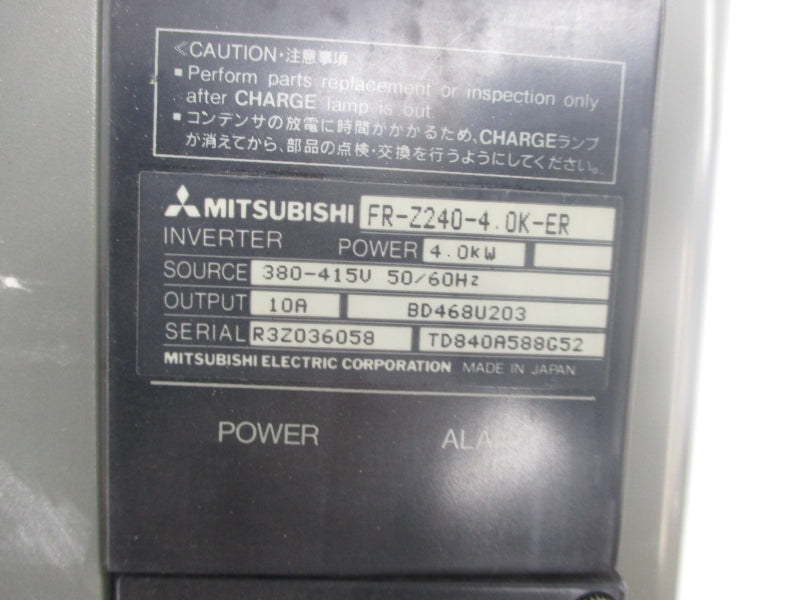 ≪CAUTION・注意事項
▪ Perform parts replacement or inspection only
after CHARGE lamp is out.
▪ コンデンサの放電に時間がかかるため、CHARGEランプ
が消えてから、部品の点検・交換を行うようにしてください。
MITSUBISHI FR-Z240-4.0K-ER
INVERTER POWER 4.0KW
SOURCE 380-415V 50/60Hz
OUTPUT 10A BD468U203
SERIAL R3Z036058 TD840A588G52
MITSUBISHI ELECTRIC CORPORATION MADE IN JAPAN
POWER